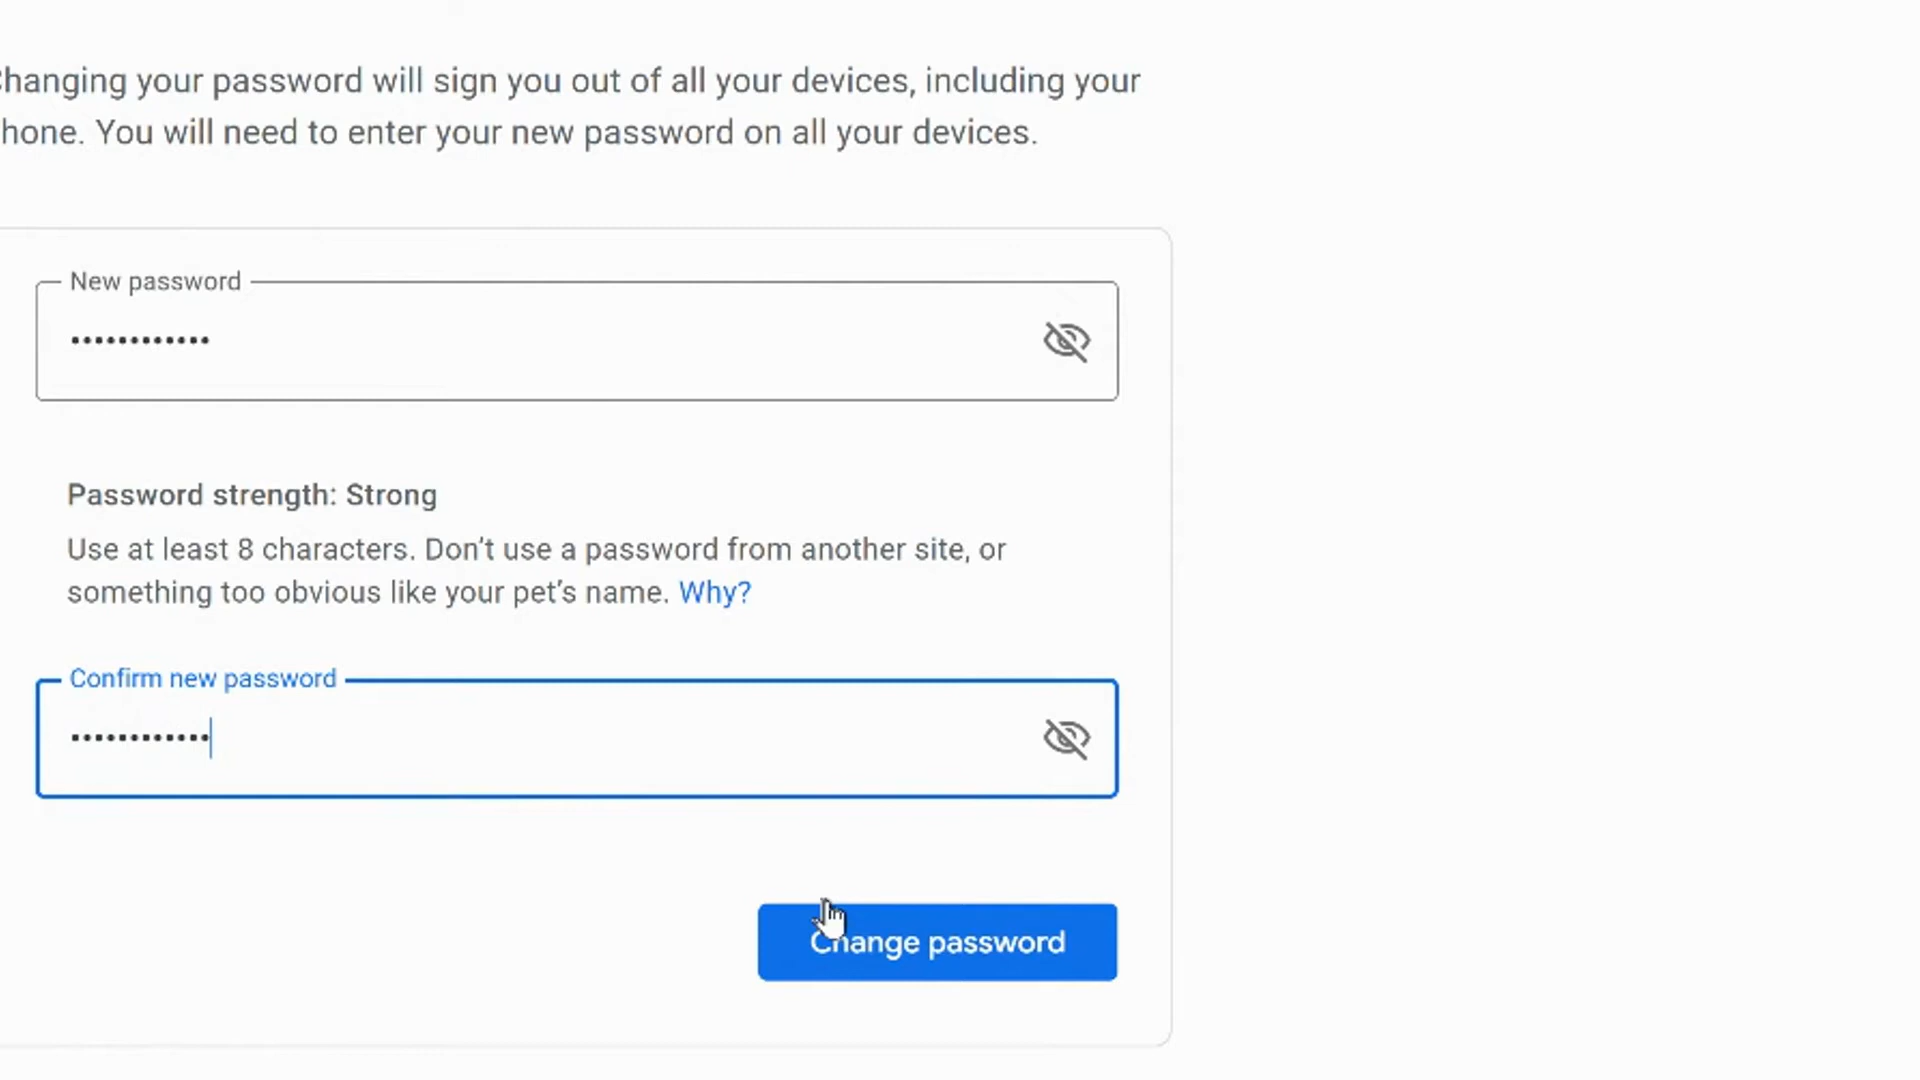 hanging your password will sign you out of all your devices, including your
hone. You will need to enter your new password on all your devices.
New password
••••••••••••
Password strength: Strong
Use at least 8 characters. Don’t use a password from another site, or
something too obvious like your pet’s name. Why?
Confirm new password
••••••••••••
Change password